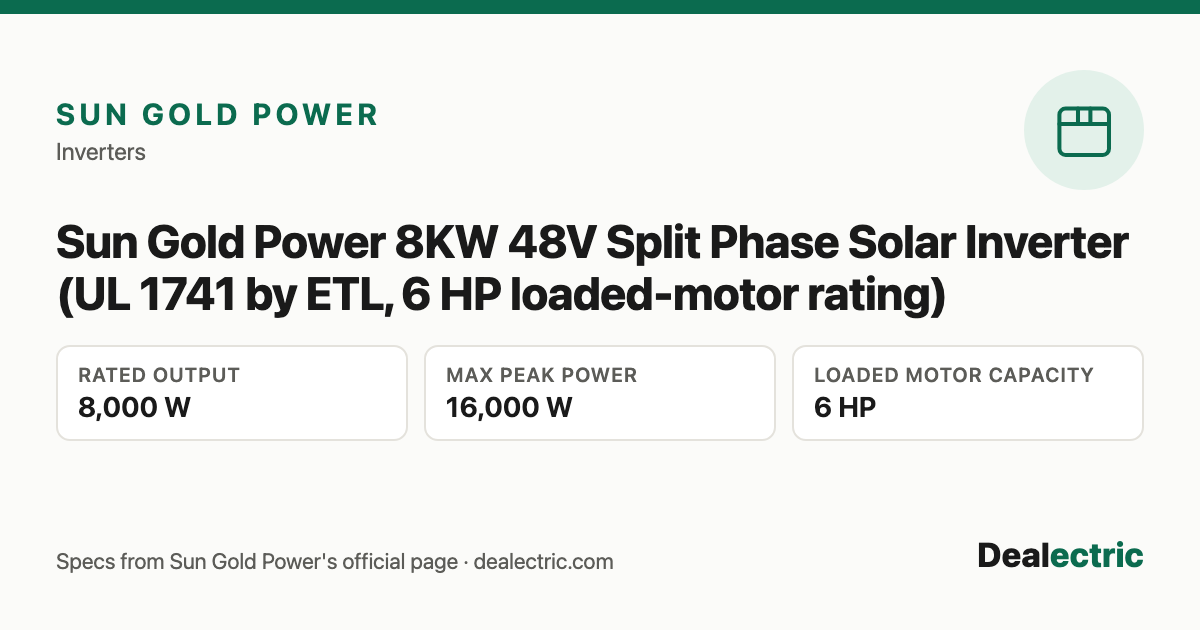 SUN GOLD POWER
Inverters
Sun Gold Power 8KW 48V Split Phase Solar Inverter
(UL 1741 by ETL, 6 HP loaded-motor rating)
RATED OUTPUT
8,000 W
MAX PEAK POWER
16,000 W
LOADED MOTOR CAPACITY
6 HP
Specs from Sun Gold Power's official page · dealectric.com
Dealectric